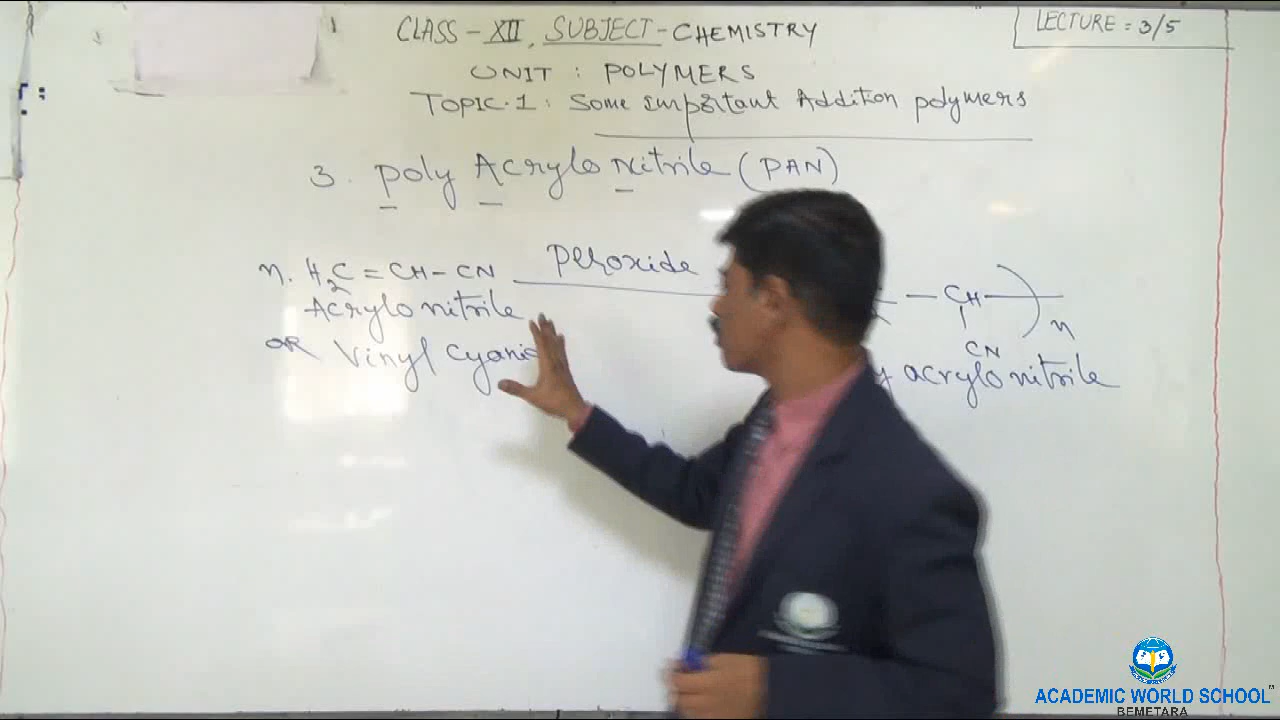 LECTURE : 3/5
CLASS - XII, SUBJECT - CHEMISTRY
UNIT : POLYMERS
TOPIC.1 : Some important Addition polymers
3. poly Acrylo Nitrile (PAN)
n. H2C = CH - CN Peroxide — CH — ) n
CN
Acrylo nitrile
acrylo nitrile
OR Vinyl
ACADEMIC WORLD SCHOOL"
BEMETARA